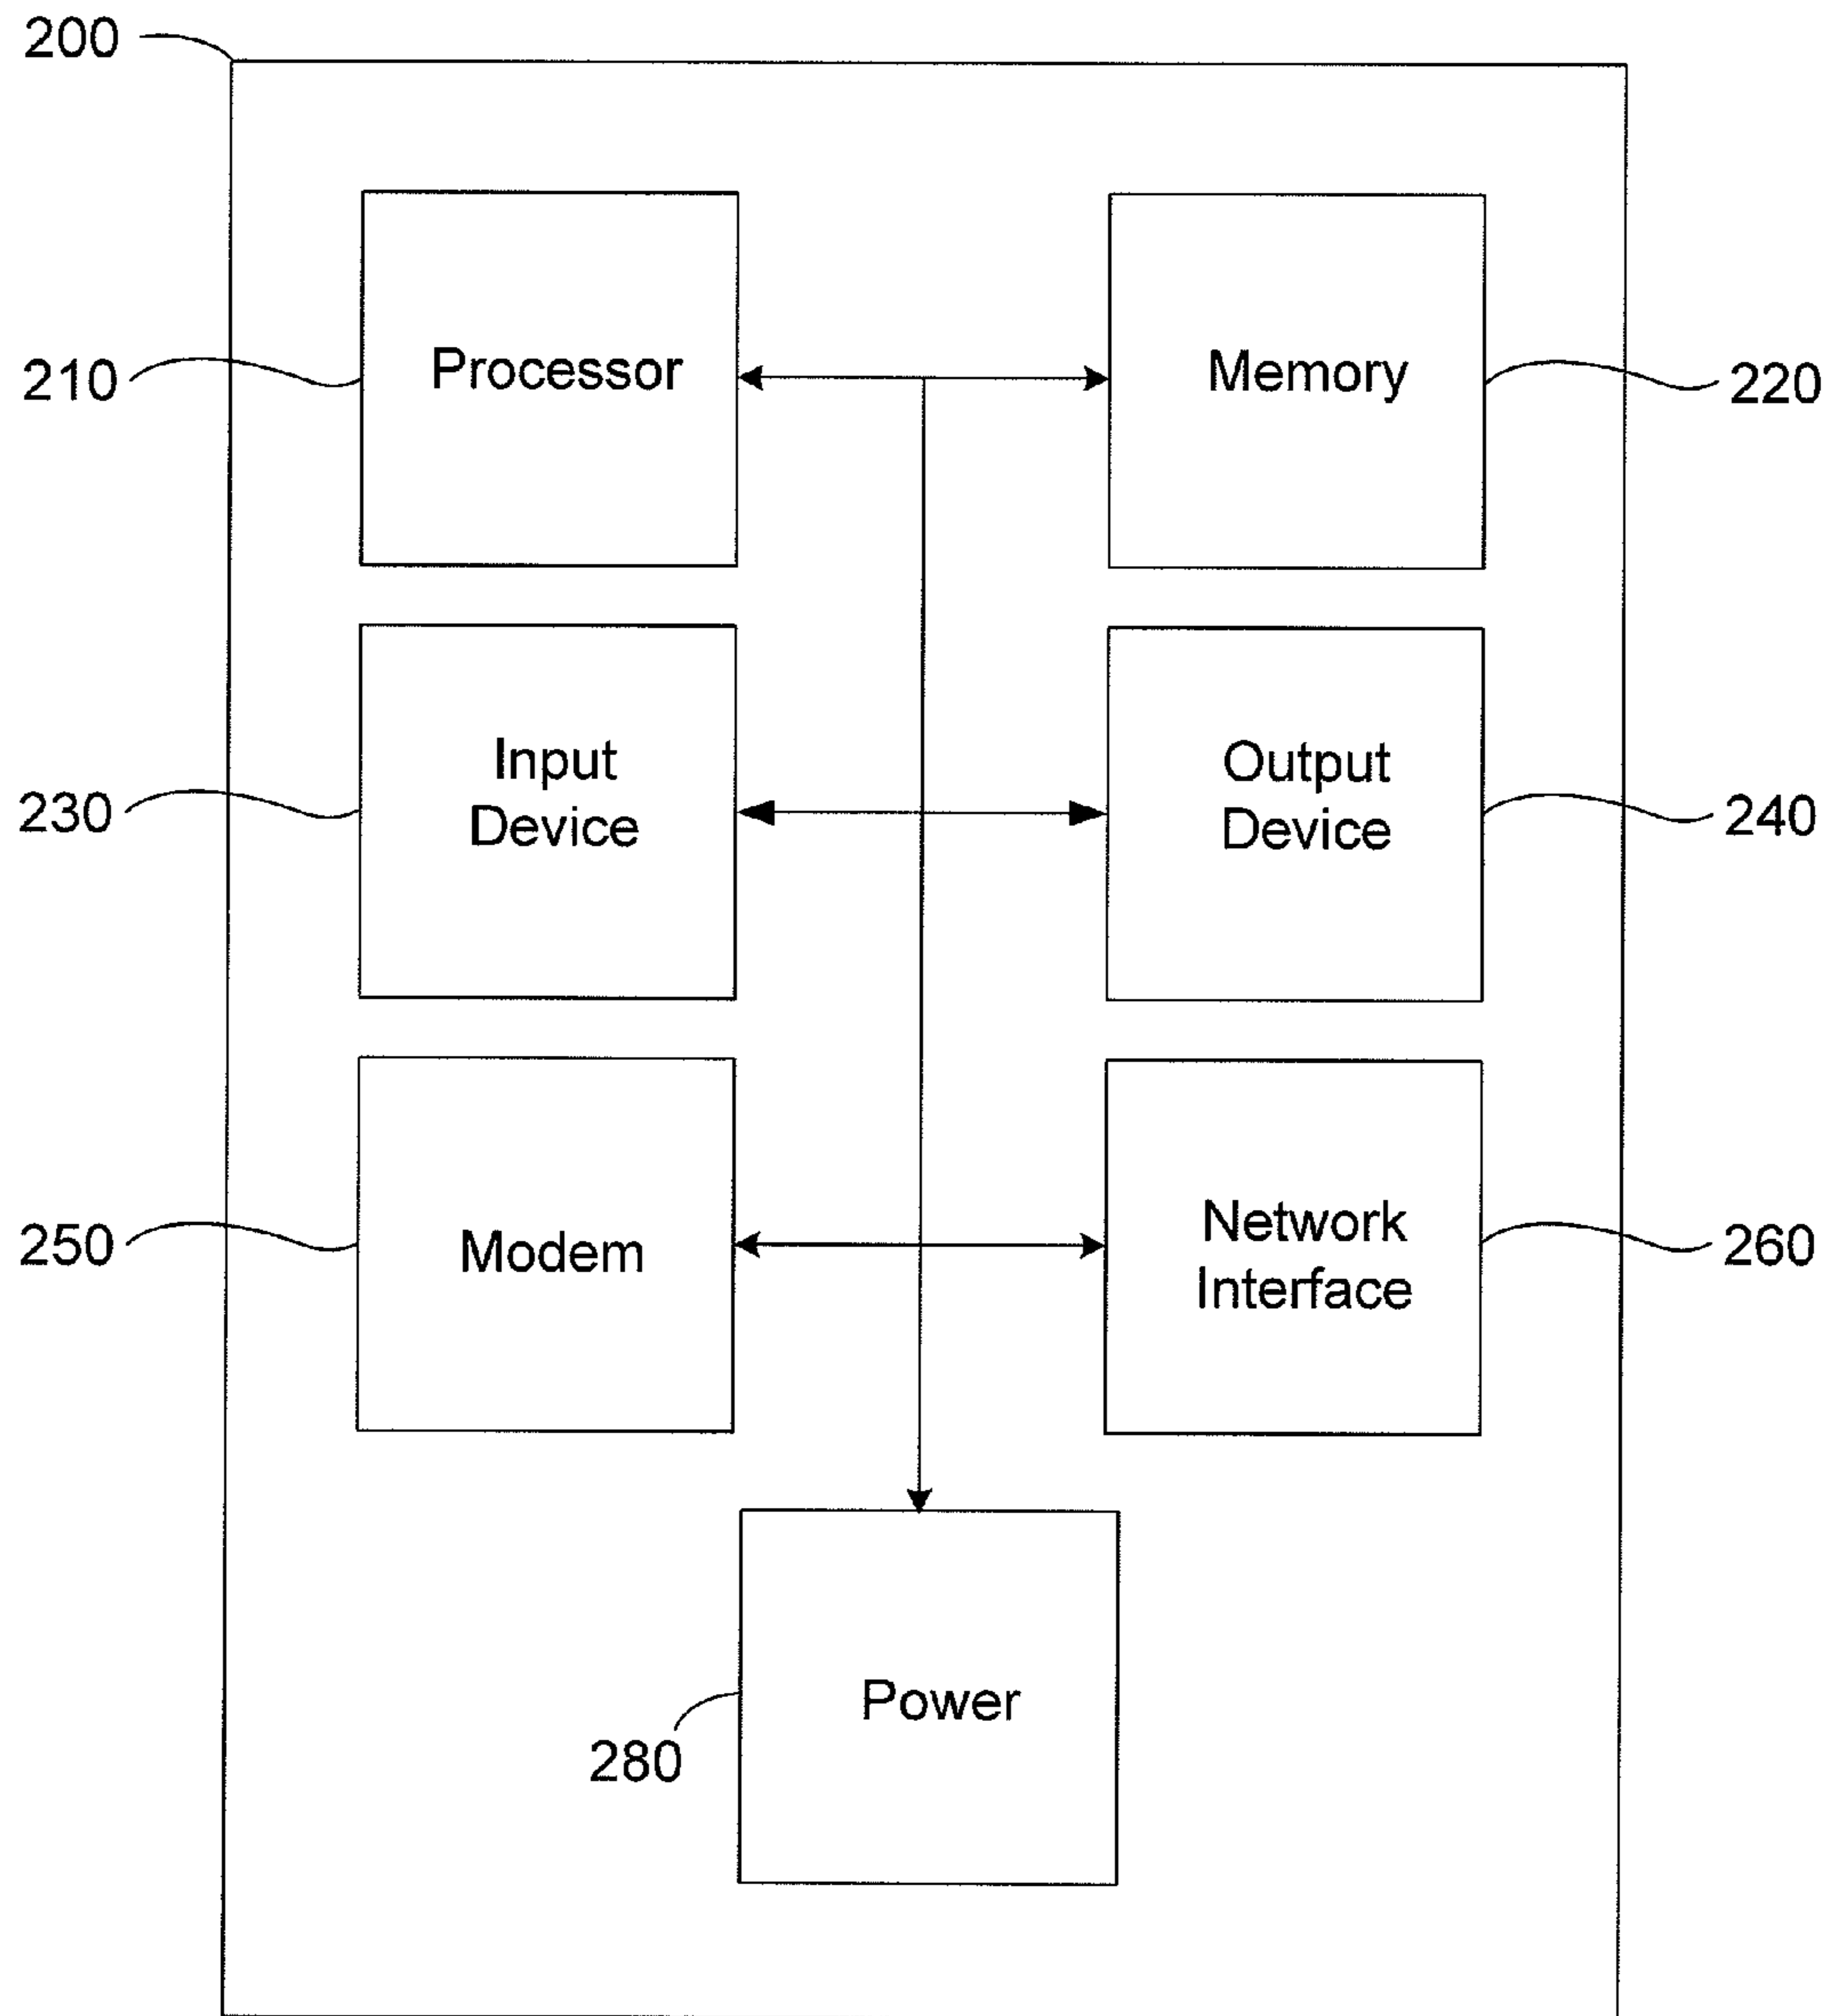 200
Processor
Memory
210
220
Input
Device
Output
Device
230
240
Modem
Network
Interface
250
260
Power
280